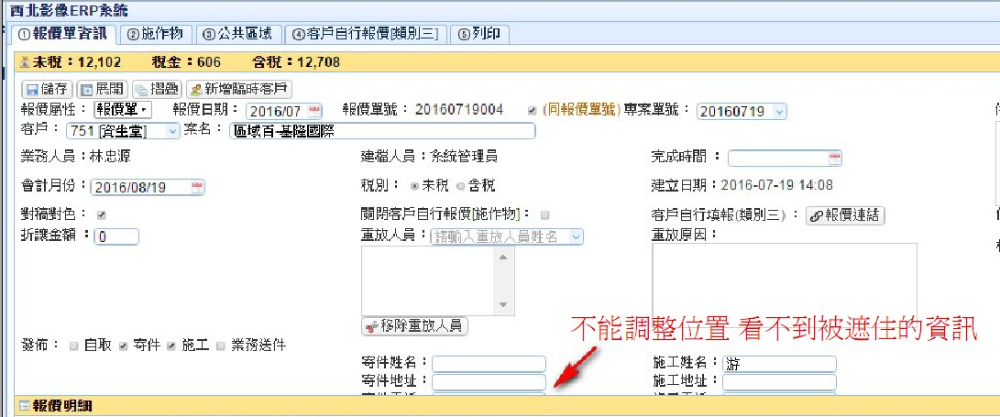 西北影像ERP系統
①報價單資訊 ②施作物 ③公共區域 ④客戶自行報價[類別三] ⑤列印
未稅：12,102 稅金：606 含稅：12,708
儲存 展開 摺疊 新增臨時客戶
報價屬性： 報價單 報價日期： 2016/07 報價單號： 20160719004 (同報價單號) 專案單號： 20160719
客戶： 751 [資生堂] 案名： 區域百-基隆國際
業務人員：林忠源 建檔人員：系統管理員 完成時間：
會計月份： 2016/08/19 稅別： 未稅 含稅 建立日期：2016-07-19 14:08
對稿對色： 關閉客戶自行報價[施作物]： 客戶自行填報(類別三)： 報價連結
折讓金額： 0 重放人員： 請輸入重放人員姓名 重放原因：
移除重放人員
不能調整位置 看不到被遮住的資訊
發佈： 自取 寄件 施工 業務送件
寄件姓名： 施工姓名： 游
寄件地址： 施工地址：
報價明細